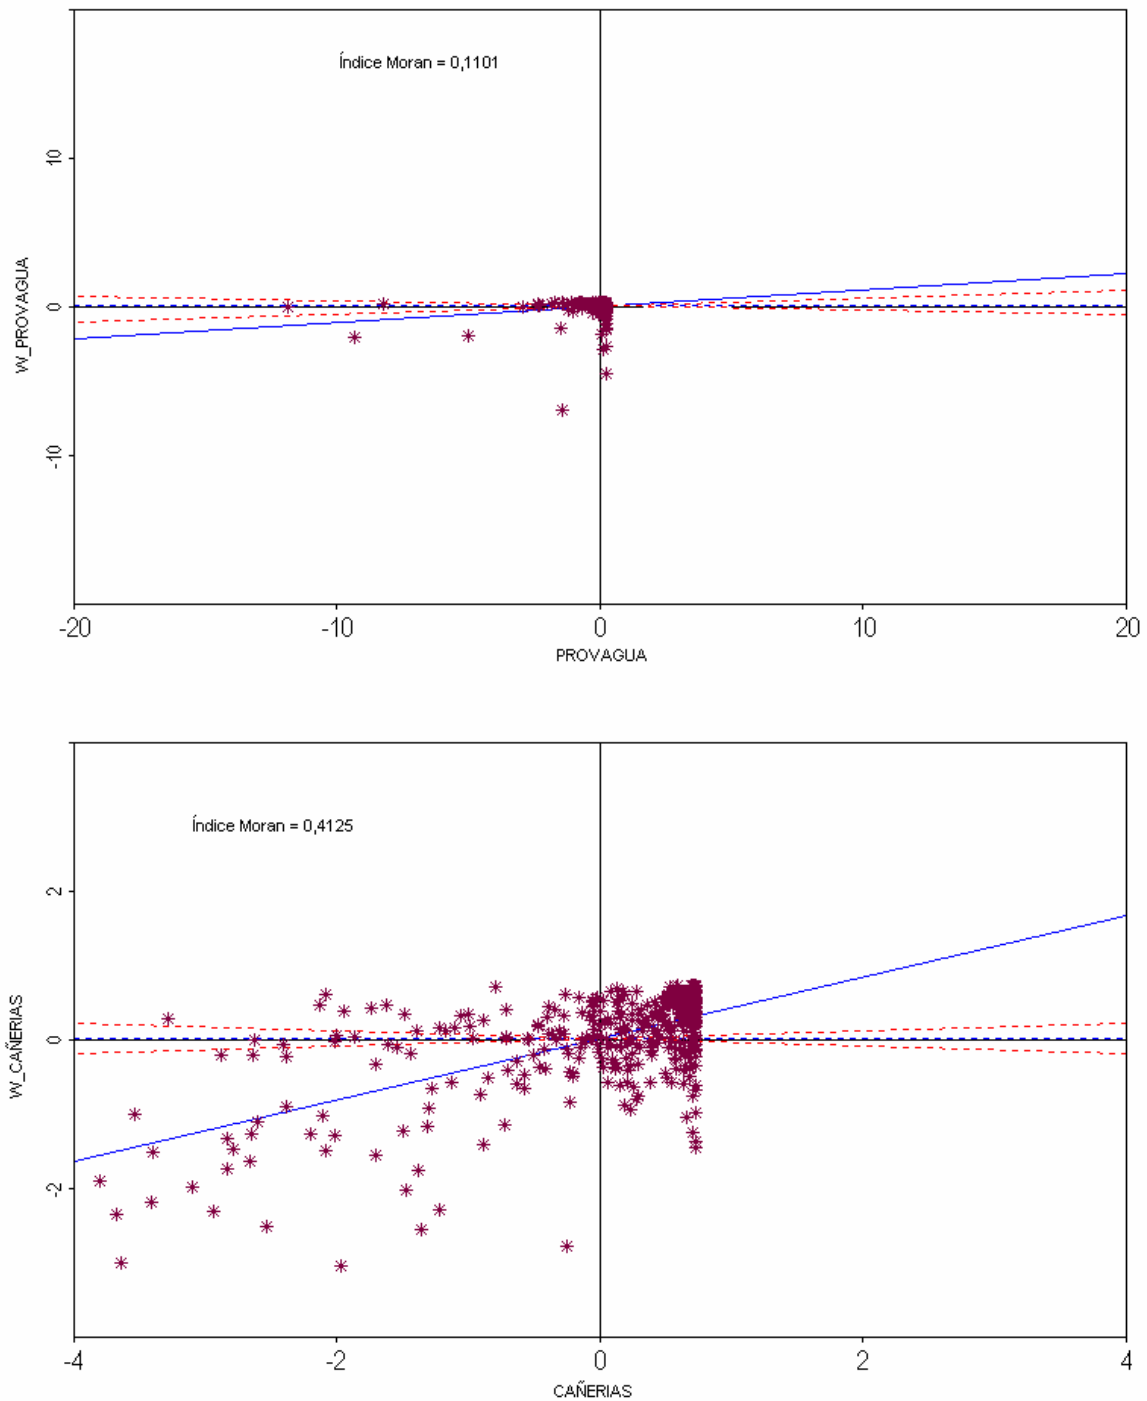 Índice Moran = 0,1101
10
0
-10
W_PROVAGUA
-20 -10 0 10 20
PROVAGUA
Índice Moran = 0,4125
2
0
-2
W_CAÑERIAS
-4 -2 0 2 4
CAÑERIAS